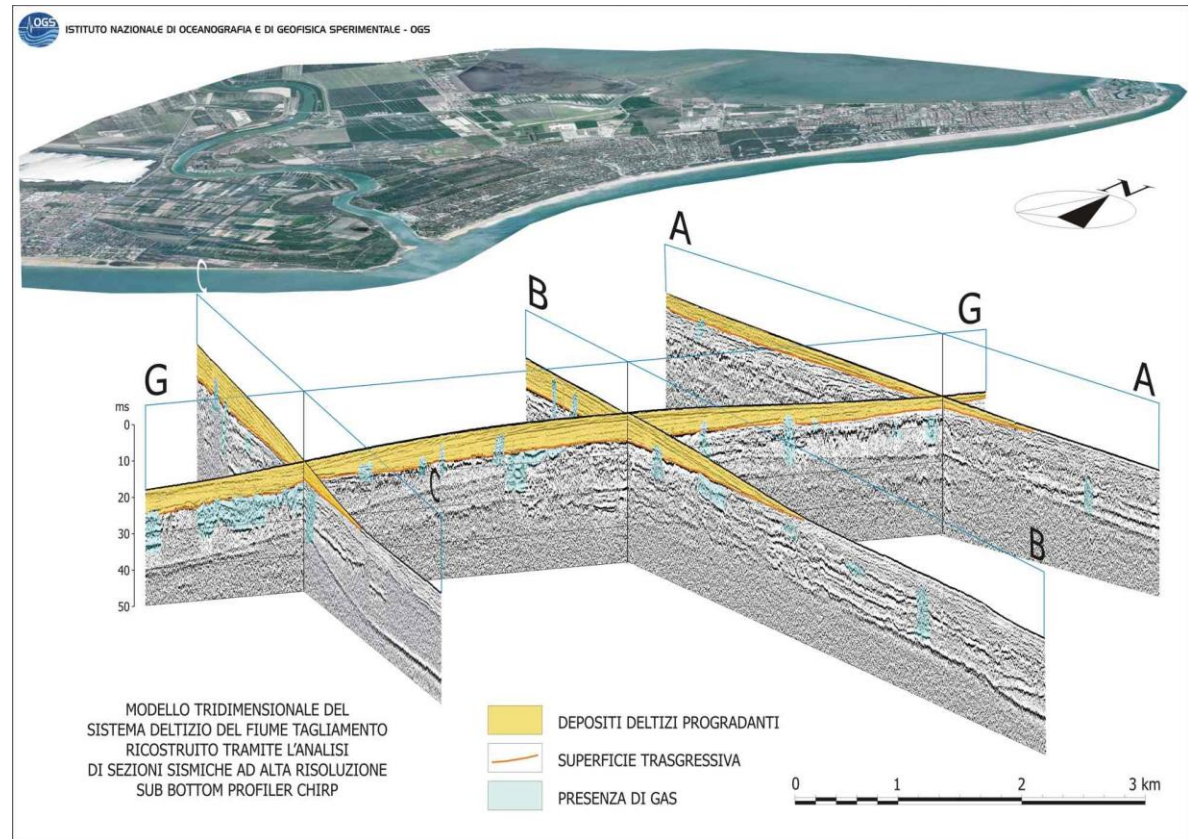 OGS
ISTITUTO NAZIONALE DI OCEANOGRAFIA E DI GEOFISICA SPERIMENTALE - OGS
N
A
C
B
G
G
A
ms
0
10
C
20
30
B
40
50
MODELLO TRIDIMENSIONALE DEL
SISTEMA DELTIZIO DEL FIUME TAGLIAMENTO
RICOSTRUITO TRAMITE L'ANALISI
DI SEZIONI SISMICHE AD ALTA RISOLUZIONE
SUB BOTTOM PROFILER CHIRP
DEPOSITI DELTIZI PROGRADANTI
SUPERFICIE TRASGRESSIVA
PRESENZA DI GAS
0 1 2 3 km